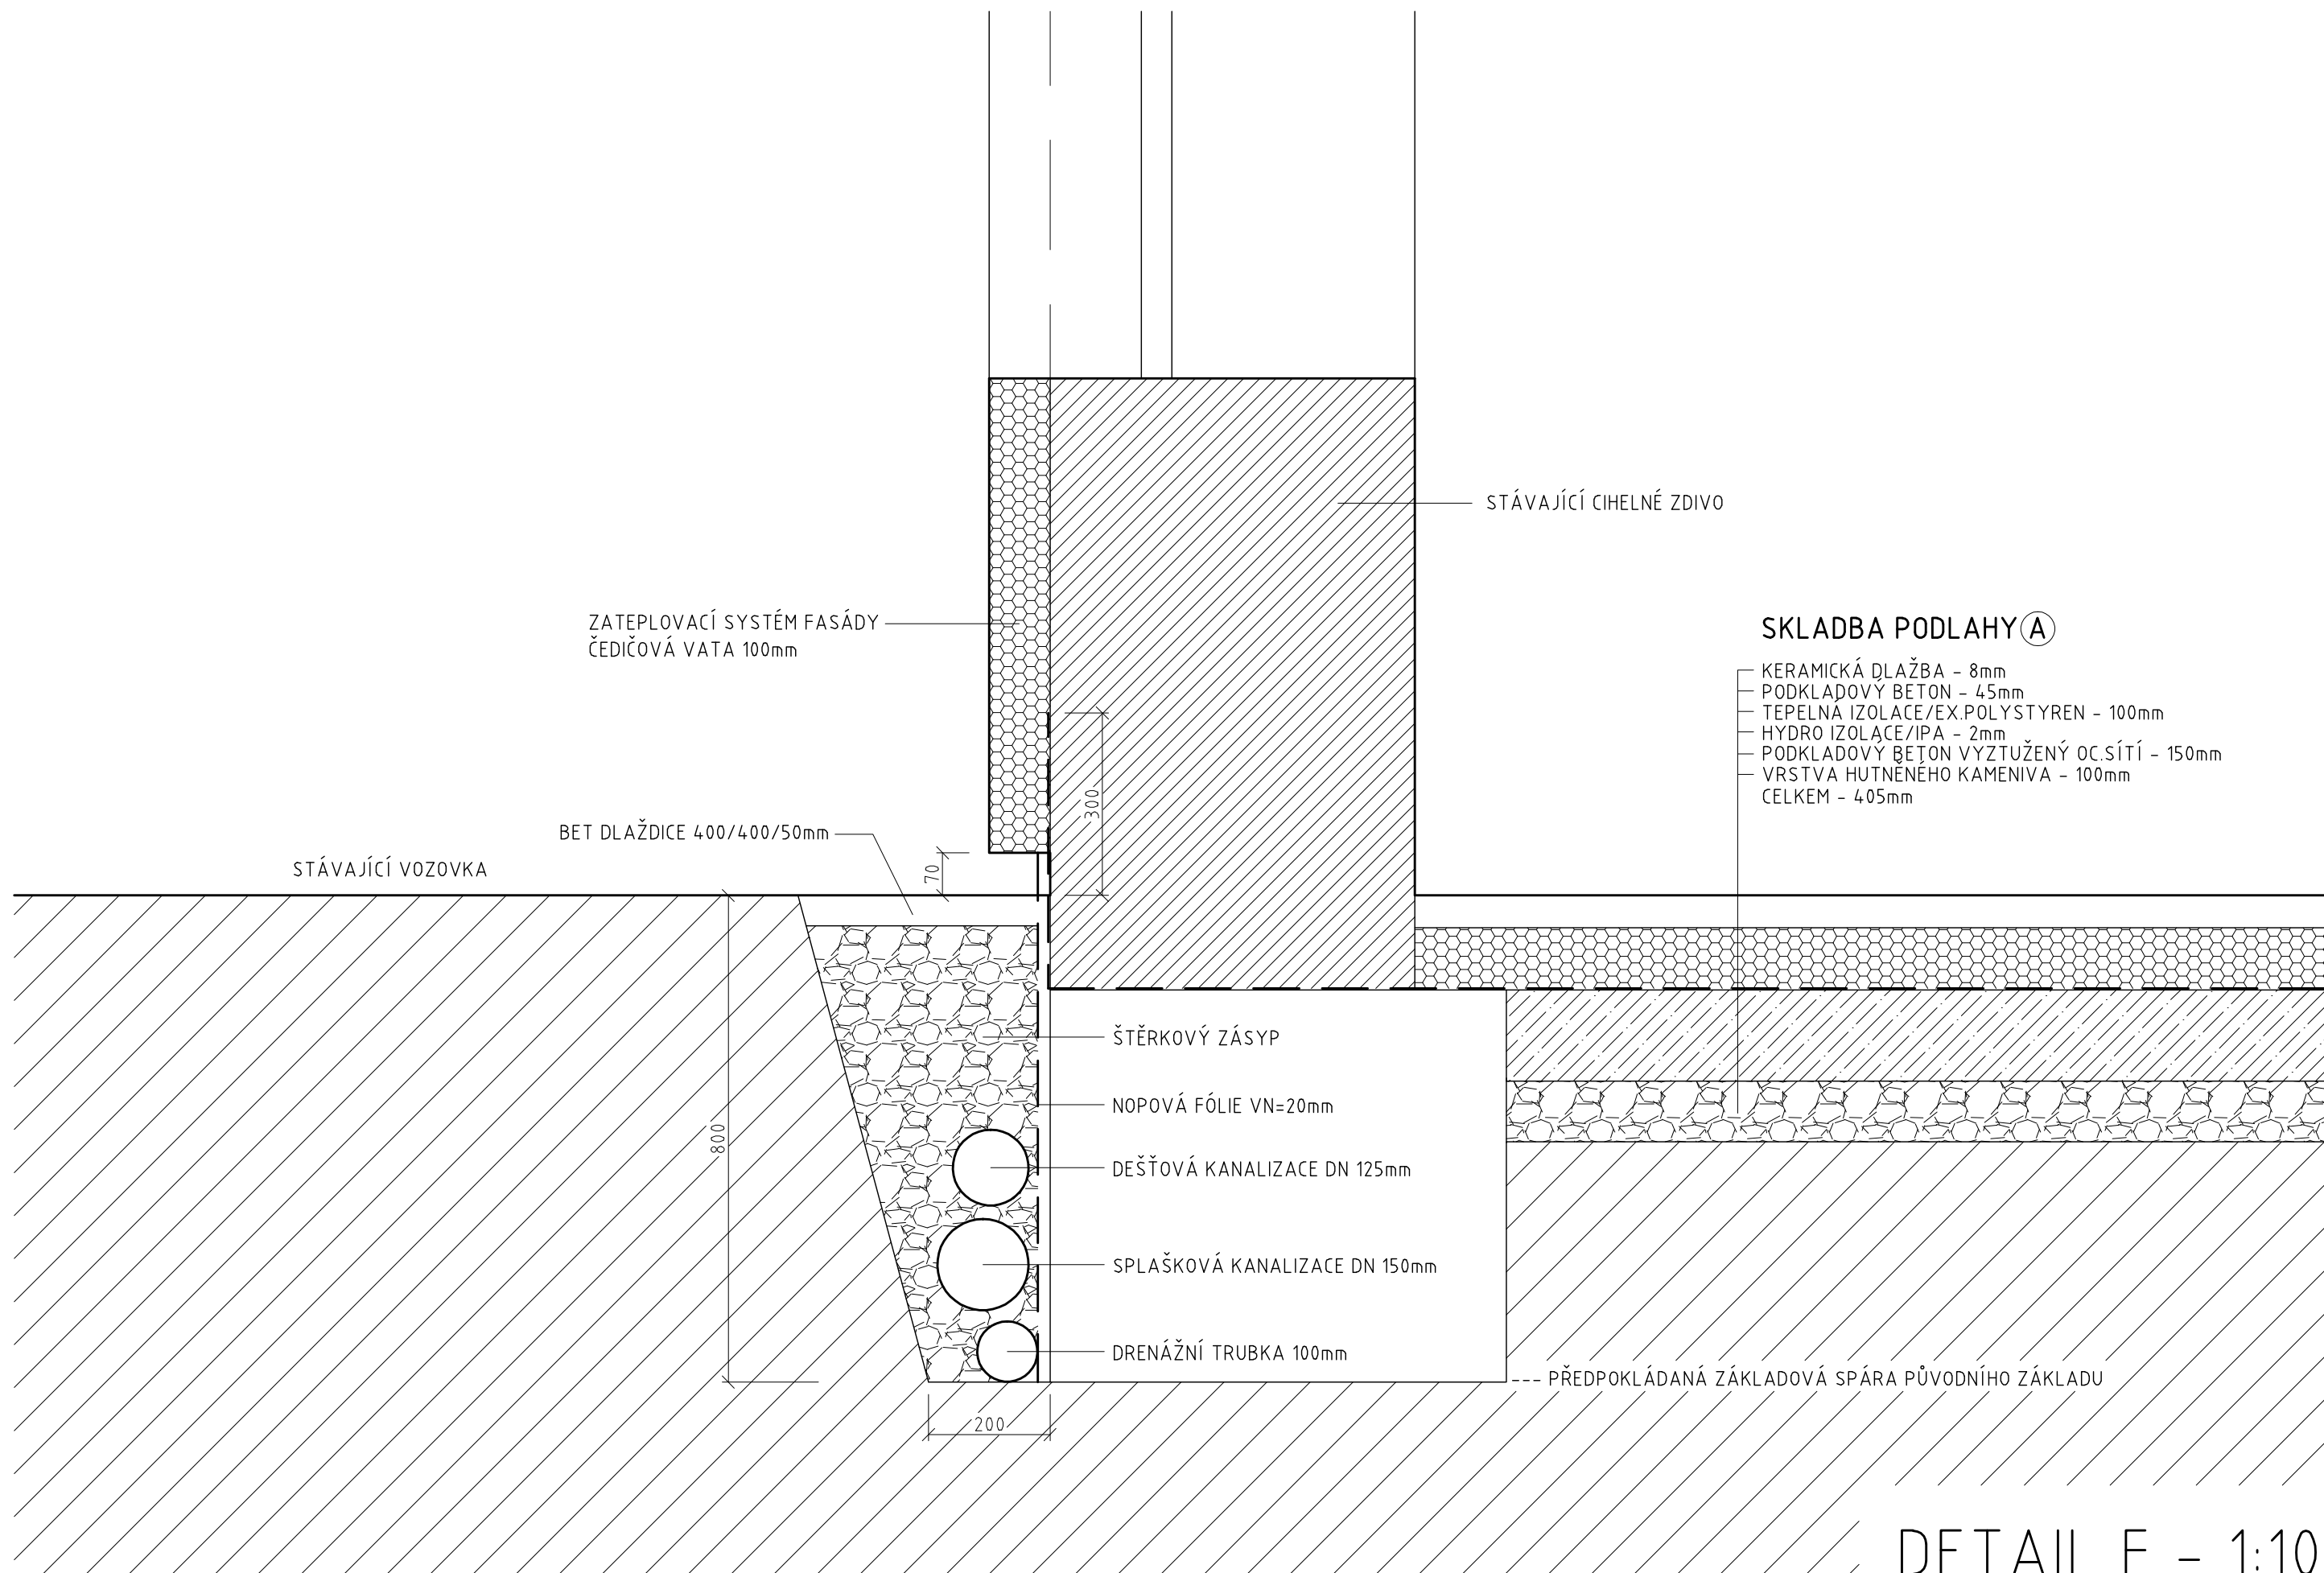 STÁVAJÍCÍ CIHELNÉ ZDIVO
ZATEPLOVACÍ SYSTÉM FASÁDY
ČEDIČOVÁ VATA 100mm
SKLADBA PODLAHY A
KERAMICKÁ DLAŽBA - 8mm
PODKLADOVÝ BETON - 45mm
TEPELNÁ IZOLACE/EX.POLYSTYREN - 100mm
HYDRO IZOLACE/IPA - 2mm
PODKLADOVÝ BETON VYZTUŽENÝ OC.SÍTÍ - 150mm
VRSTVA HUTNĚNÉHO KAMENIVA - 100mm
CELKEM - 405mm
300
BET DLAŽDICE 400/400/50mm
STÁVAJÍCÍ VOZOVKA
70
ŠTĚRKOVÝ ZÁSYP
NOPOVÁ FÓLIE VN=20mm
800
DEŠŤOVÁ KANALIZACE DN 125mm
SPLAŠKOVÁ KANALIZACE DN 150mm
DRENÁŽNÍ TRUBKA 100mm
--- PŘEDPOKLÁDANÁ ZÁKLADOVÁ SPÁRA PŮVODNÍHO ZÁKLADU
200
DETAIL - 1:10